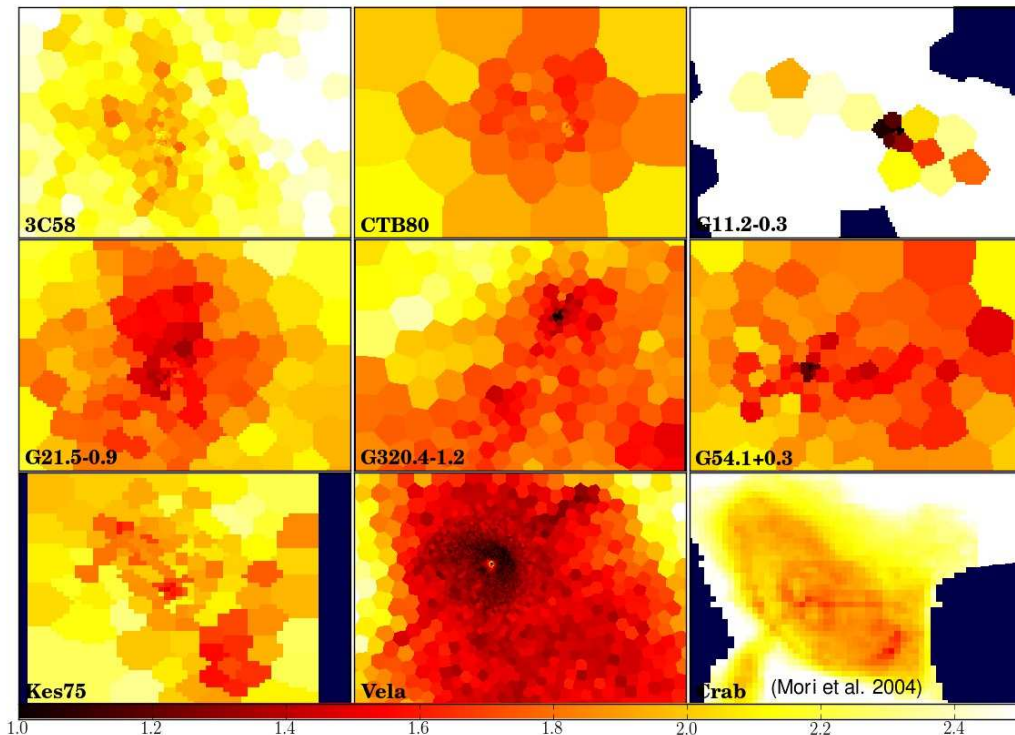 3C58
CTB80
G11.2-0.3
G21.5-0.9
G320.4-1.2
G54.1+0.3
Kes75
Vela
Crab
(Mori et al. 2004)
1.0 1.2 1.4 1.6 1.8 2.0 2.2 2.4